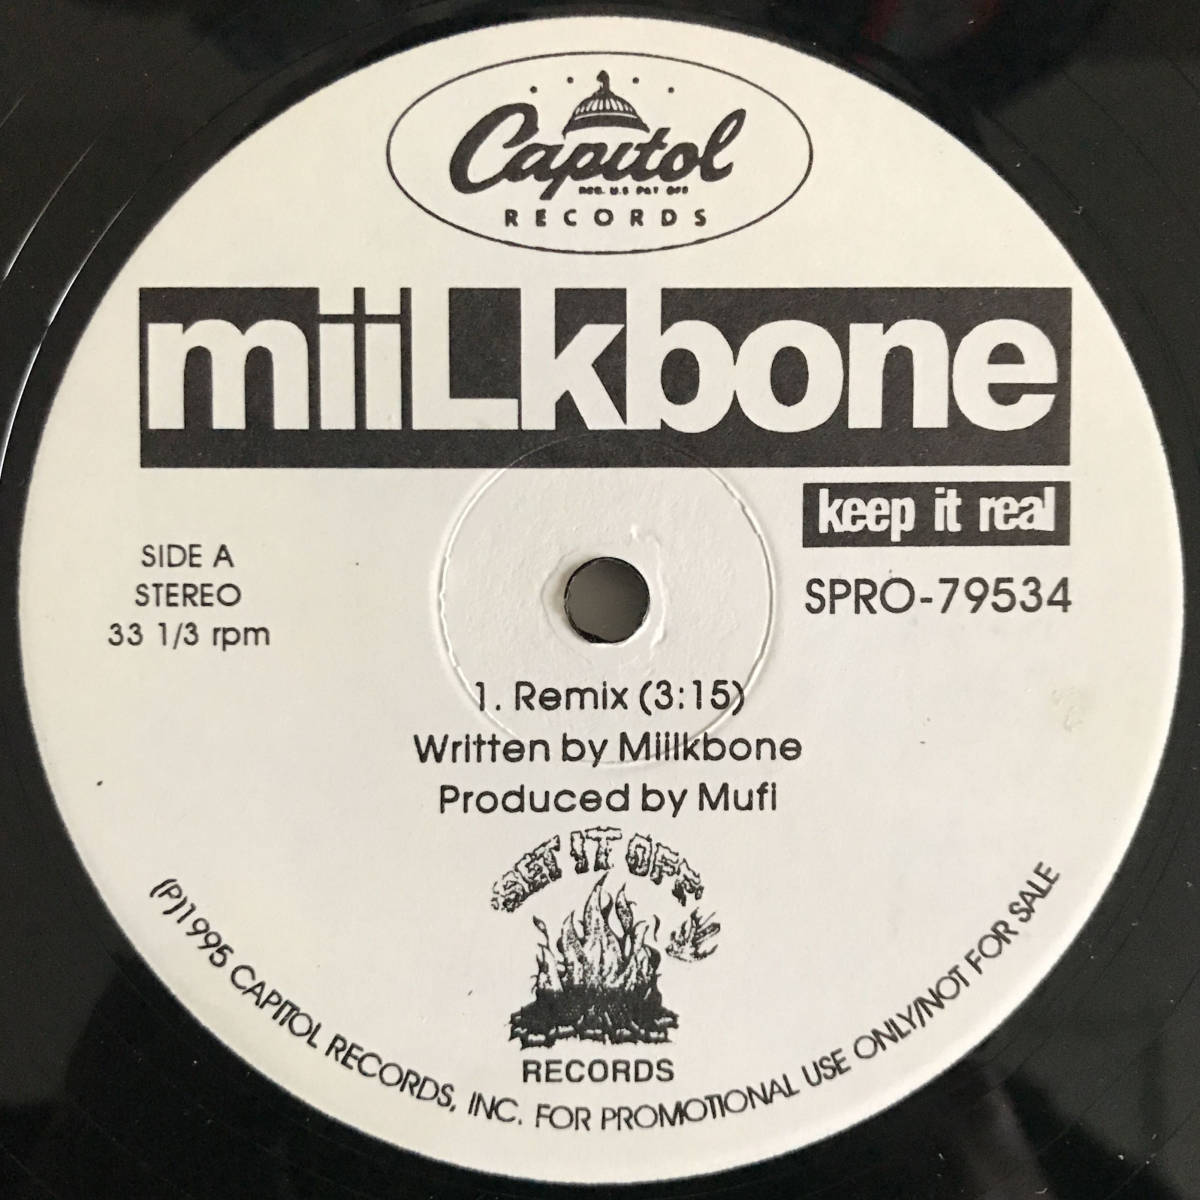 Capitol
REG. U.S. PAT. OFF.
RECORDS
miiLkbone
keep it real
SIDE A
STEREO
33 1/3 rpm
SPRO-79534
1. Remix (3:15)
Written by Miilkbone
Produced by Mufi
SET IT OFF
RECORDS
(P)1995 CAPITOL RECORDS, INC. FOR PROMOTIONAL USE ONLY/NOT FOR SALE